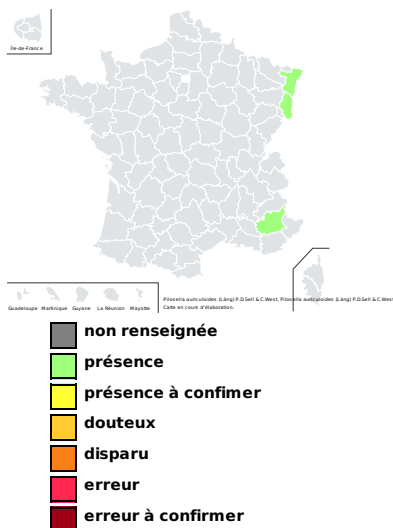 Île-de-France
Guadeloupe Martinique Guyane La Réunion Mayotte
Pilosella auriculoides (Láng) P.D.Sell & C.West, Pilosella auriculoides (Láng) P.D.Sell & C.West
Carte en cours d'élaboration.
non renseignée
présence
présence à confimer
douteux
disparu
erreur
erreur à confirmer